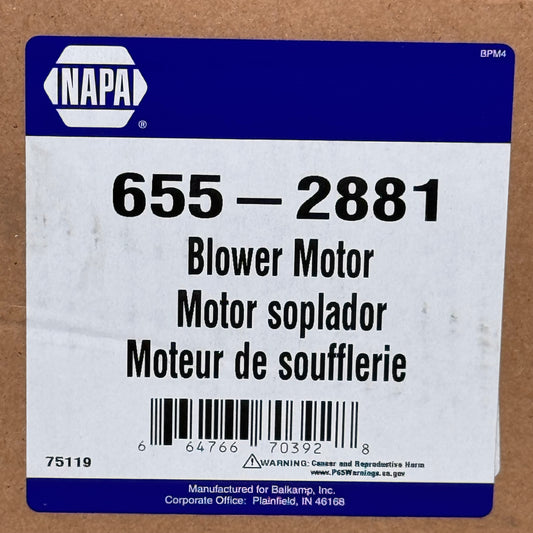 NAPA ®
BPM4
655-2881
Blower Motor
Motor soplador
Moteur de soufflerie
6 64766 70392 8
75119
⚠WARNING: Cancer and Reproductive Harm
www.P65Warnings.ca.gov
Manufactured for Balkamp, Inc.
Corporate Office: Plainfield, IN 46168